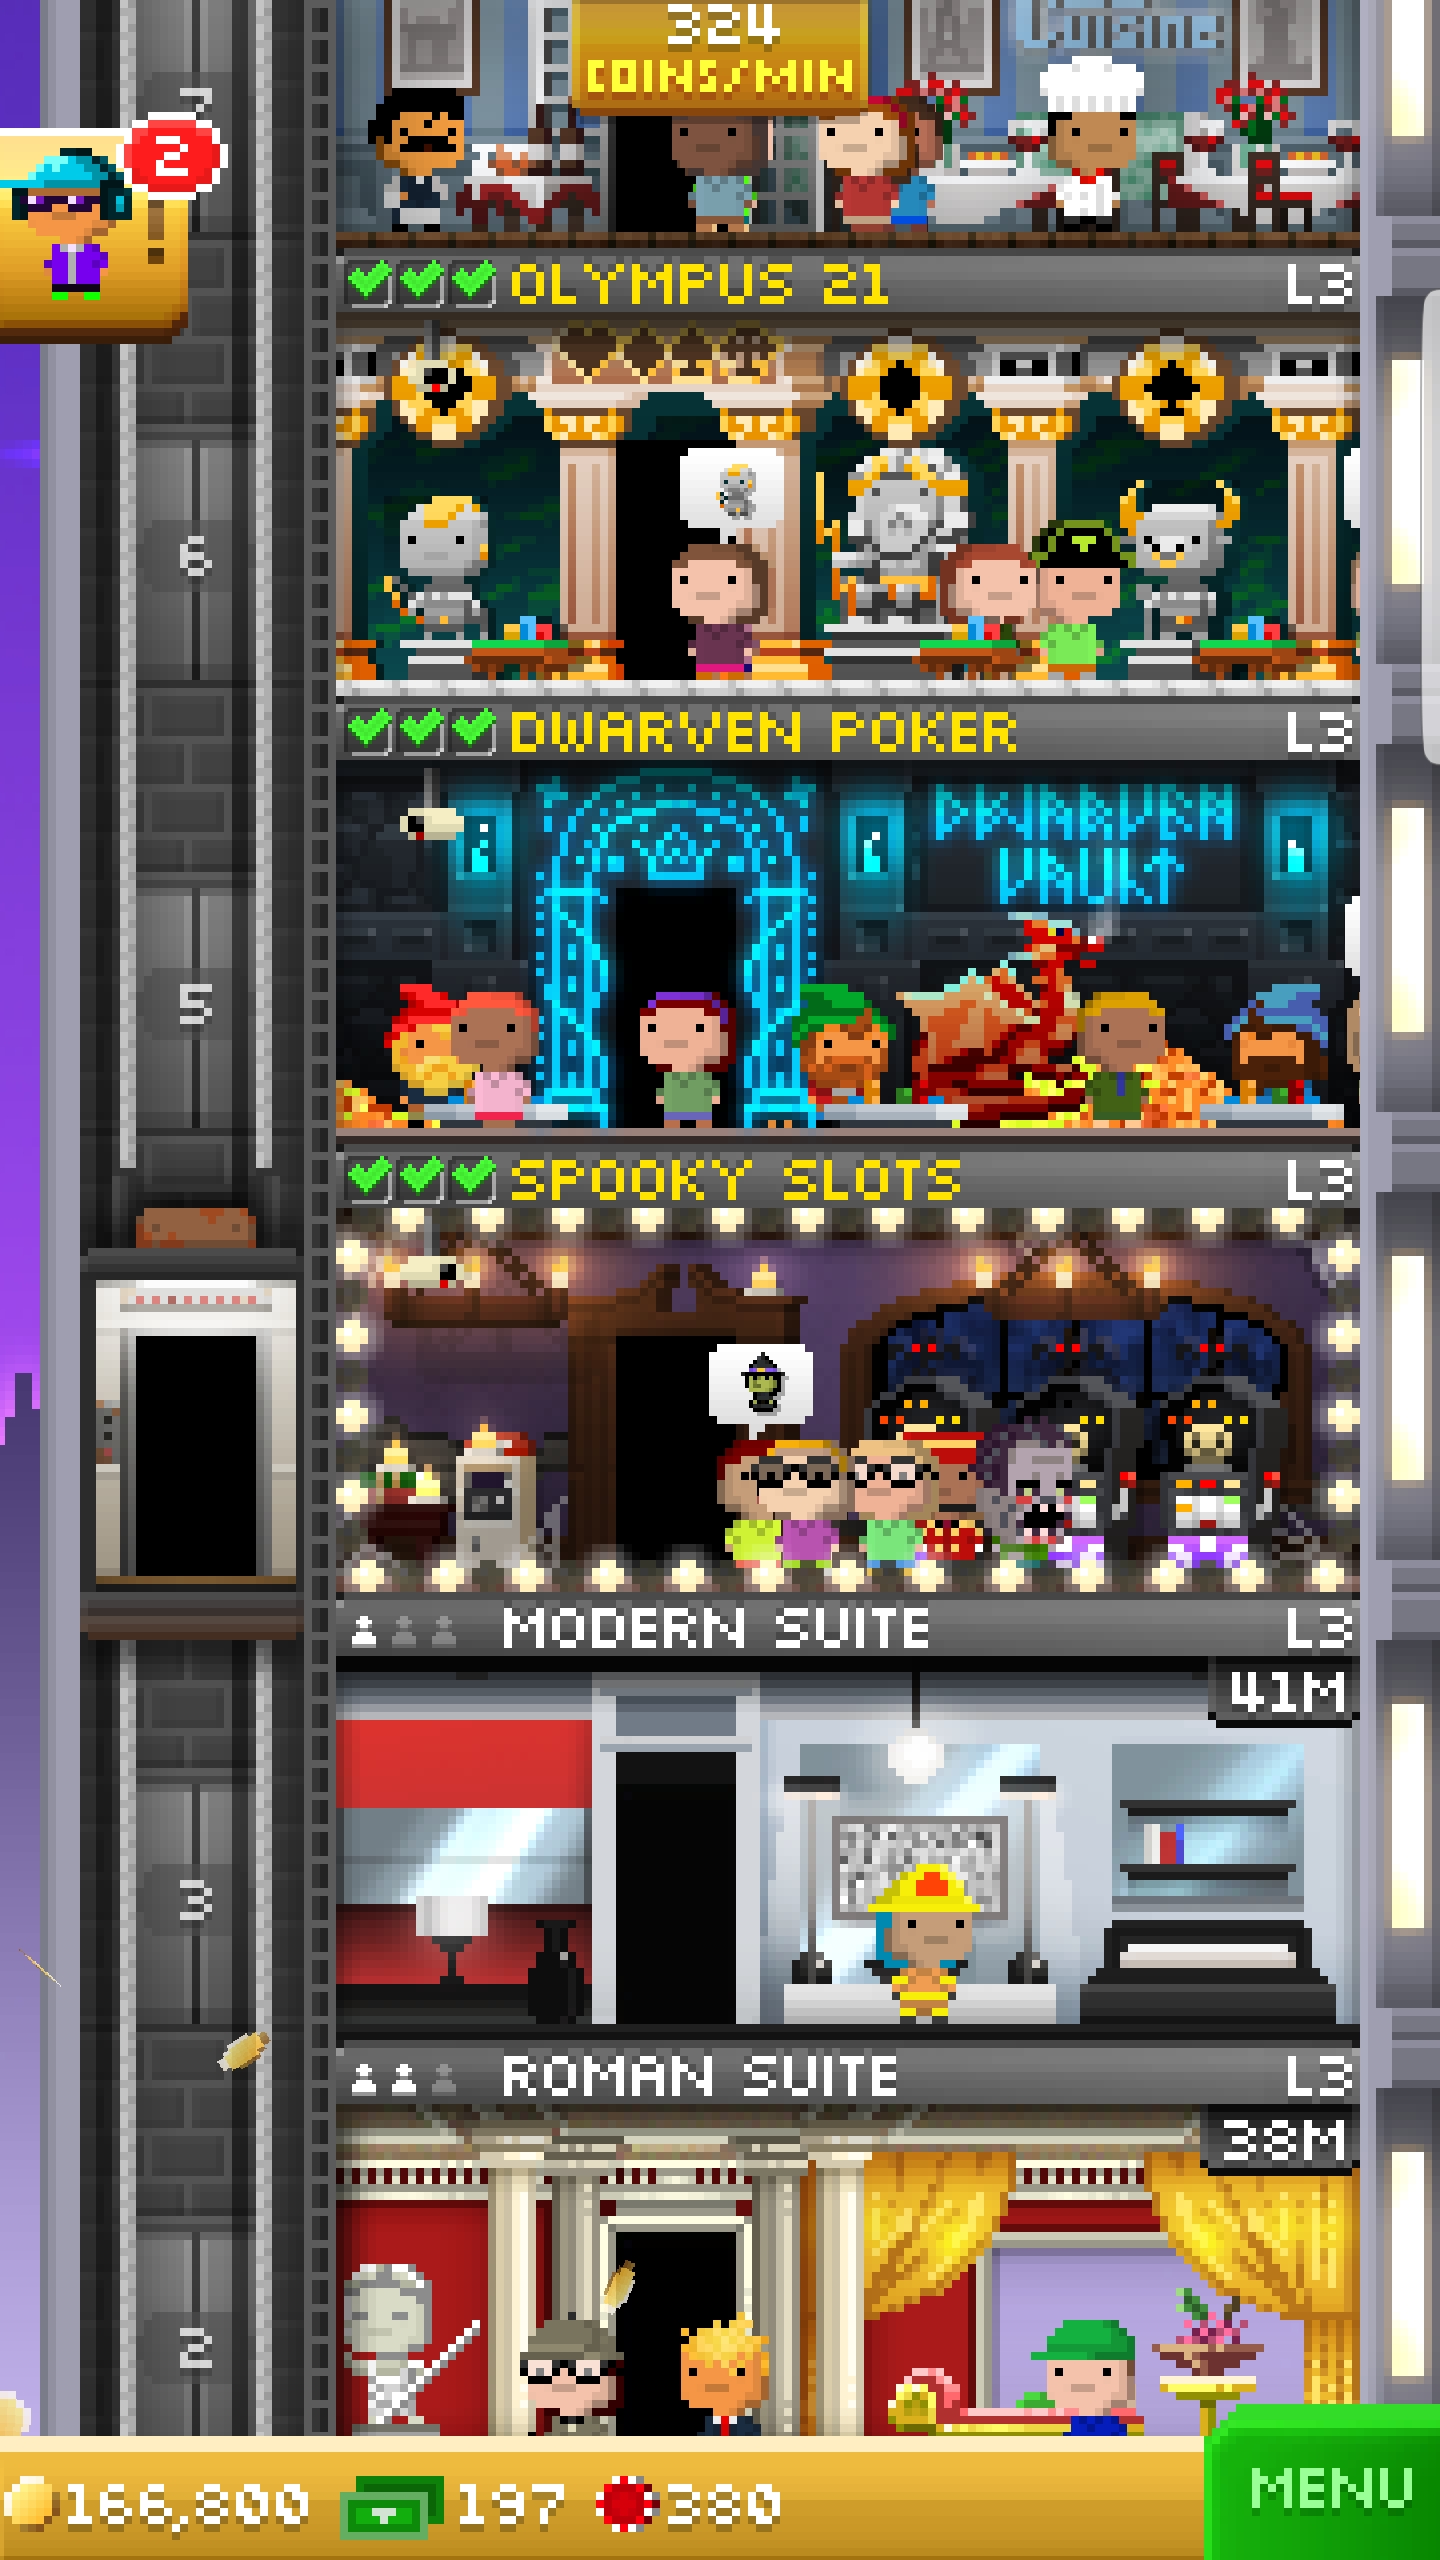 324
COINS/MIN
Cuisine
7
2
OLYMPUS 21 L3
6
DWARVEN POKER L3
DWARVEN
VAULT
5
SPOOKY SLOTS L3
MODERN SUITE L3
41M
3
ROMAN SUITE L3
38M
2
166,800 197 380
MENU